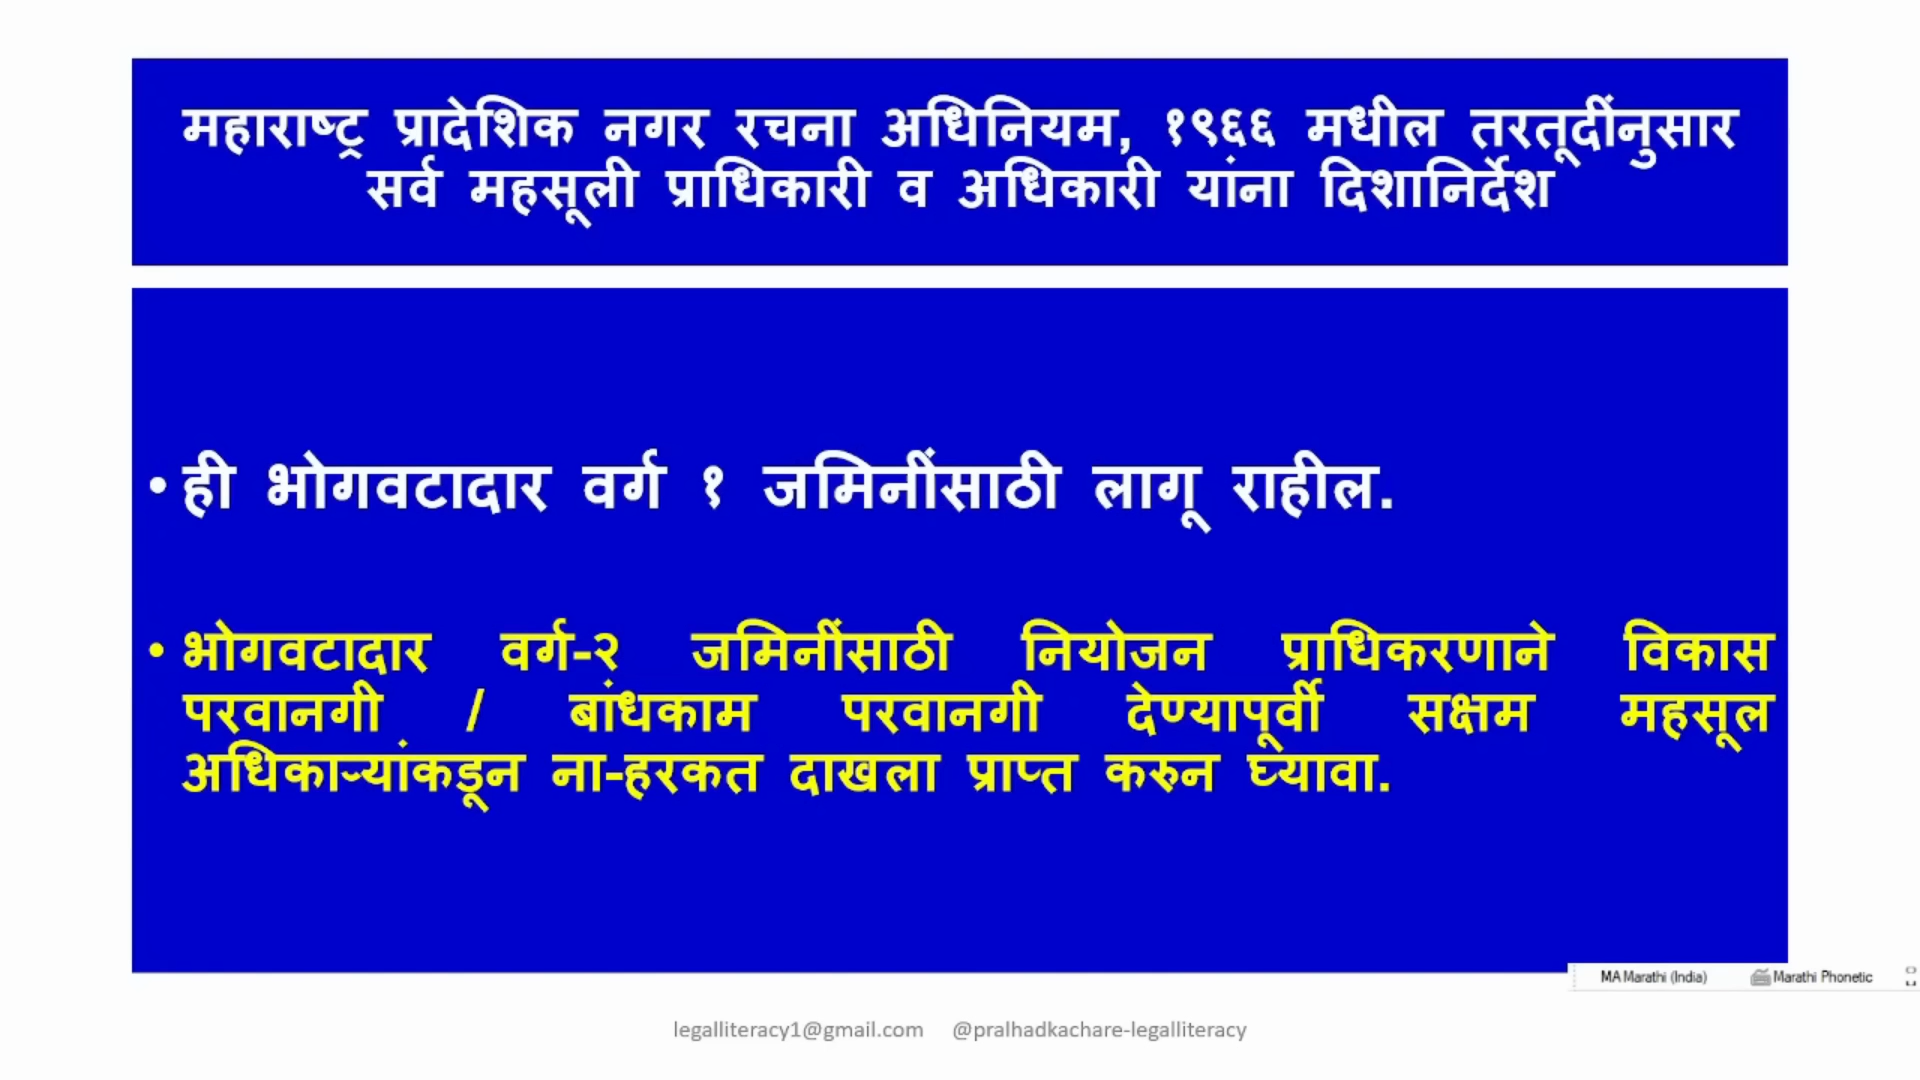 महाराष्ट्र प्रादेशिक नगर रचना अधिनियम, १९६६ मधील तरतूदींनुसार
सर्व महसूली प्राधिकारी व अधिकारी यांना दिशानिर्देश
• ही भोगवटादार वर्ग १ जमिनींसाठी लागू राहील.
• भोगवटादार वर्ग-२ जमिनींसाठी नियोजन प्राधिकरणाने विकास
परवानगी / बांधकाम परवानगी देण्यापूर्वी सक्षम महसूल
अधिकाऱ्यांकडून ना-हरकत दाखला प्राप्त करुन घ्यावा.
MA Marathi (India) Marathi Phonetic
legalliteracy1@gmail.com @pralhadkachare-legalliteracy